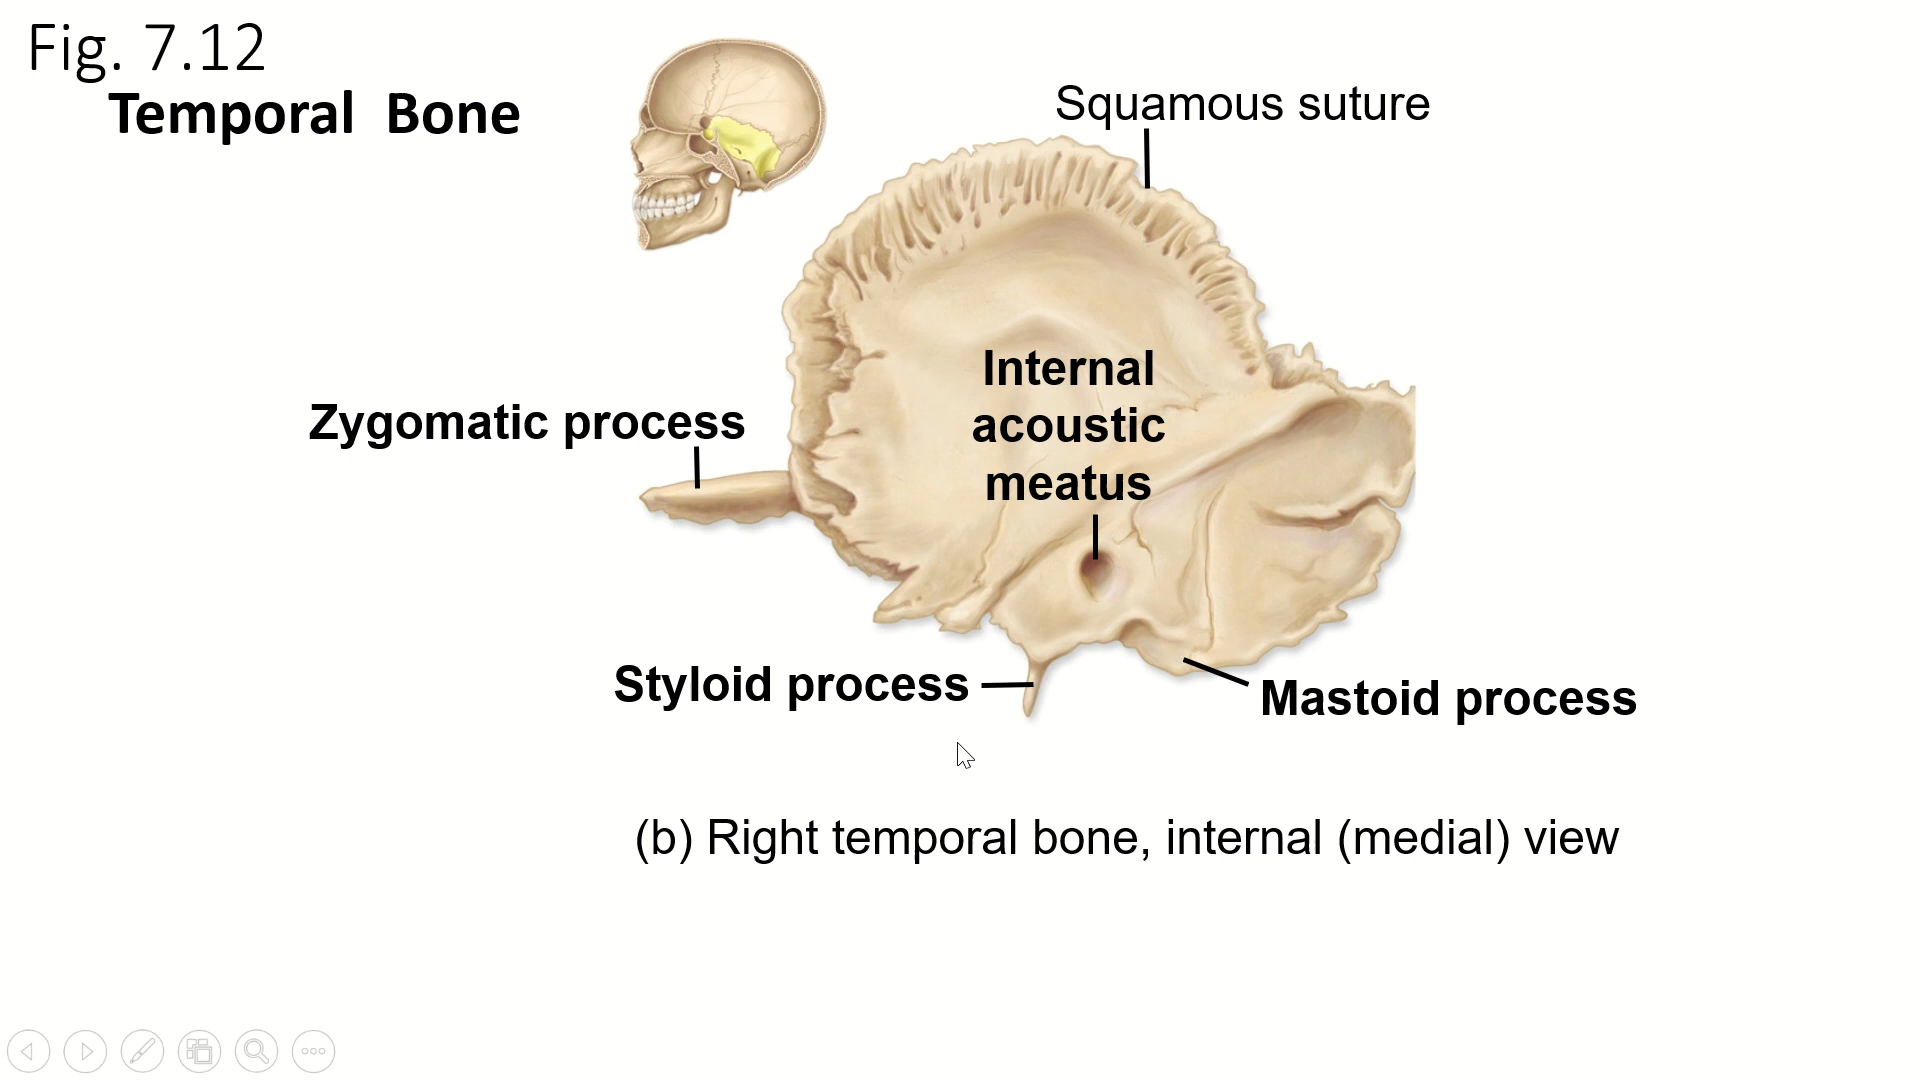 Fig. 7.12
Temporal Bone
Squamous suture
Internal
acoustic
meatus
Zygomatic process
Styloid process
Mastoid process
(b) Right temporal bone, internal (medial) view